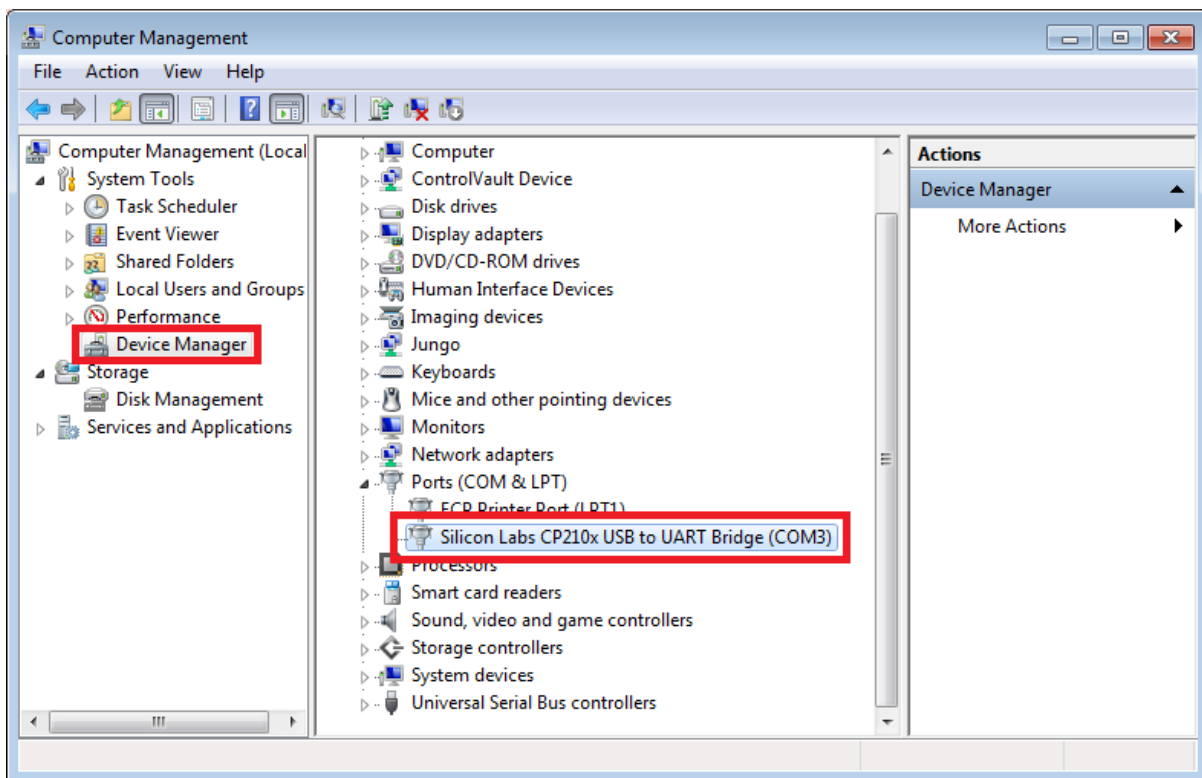 Computer Management
File Action View Help
Computer Management (Local
System Tools
Task Scheduler
Event Viewer
Shared Folders
Local Users and Groups
Performance
Device Manager
Storage
Disk Management
Services and Applications
Computer
ControlVault Device
Disk drives
Display adapters
DVD/CD-ROM drives
Human Interface Devices
Imaging devices
Jungo
Keyboards
Mice and other pointing devices
Monitors
Network adapters
Ports (COM & LPT)
ECP Printer Port (LPT1)
Silicon Labs CP210x USB to UART Bridge (COM3)
Processors
Smart card readers
Sound, video and game controllers
Storage controllers
System devices
Universal Serial Bus controllers
Actions
Device Manager
More Actions